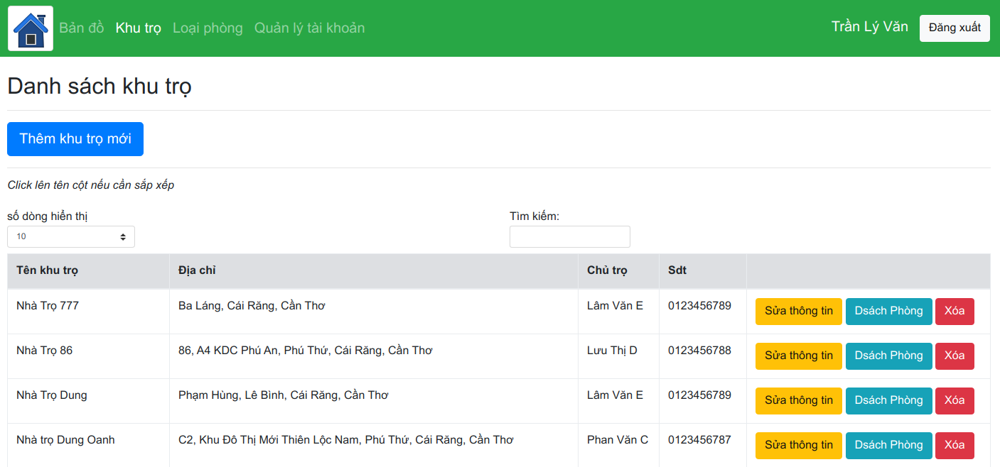 Bản đồ Khu trọ Loại phòng Quản lý tài khoản Trần Lý Văn Đăng xuất
Danh sách khu trọ
Thêm khu trọ mới
Click lên tên cột nếu cần sắp xếp
số dòng hiển thị Tìm kiếm:
10
Tên khu trọ Địa chỉ Chủ trọ Sdt
Nhà Trọ 777 Ba Láng, Cái Răng, Cần Thơ Lâm Văn E 0123456789 Sửa thông tin Dsách Phòng Xóa
Nhà Trọ 86 86, A4 KDC Phú An, Phú Thứ, Cái Răng, Cần Thơ Lưu Thị D 0123456788 Sửa thông tin Dsách Phòng Xóa
Nhà Trọ Dung Phạm Hùng, Lê Bình, Cái Răng, Cần Thơ Lâm Văn E 0123456789 Sửa thông tin Dsách Phòng Xóa
Nhà trọ Dung Oanh C2, Khu Đô Thị Mới Thiên Lộc Nam, Phú Thứ, Cái Răng, Cần Thơ Phan Văn C 0123456787 Sửa thông tin Dsách Phòng Xóa